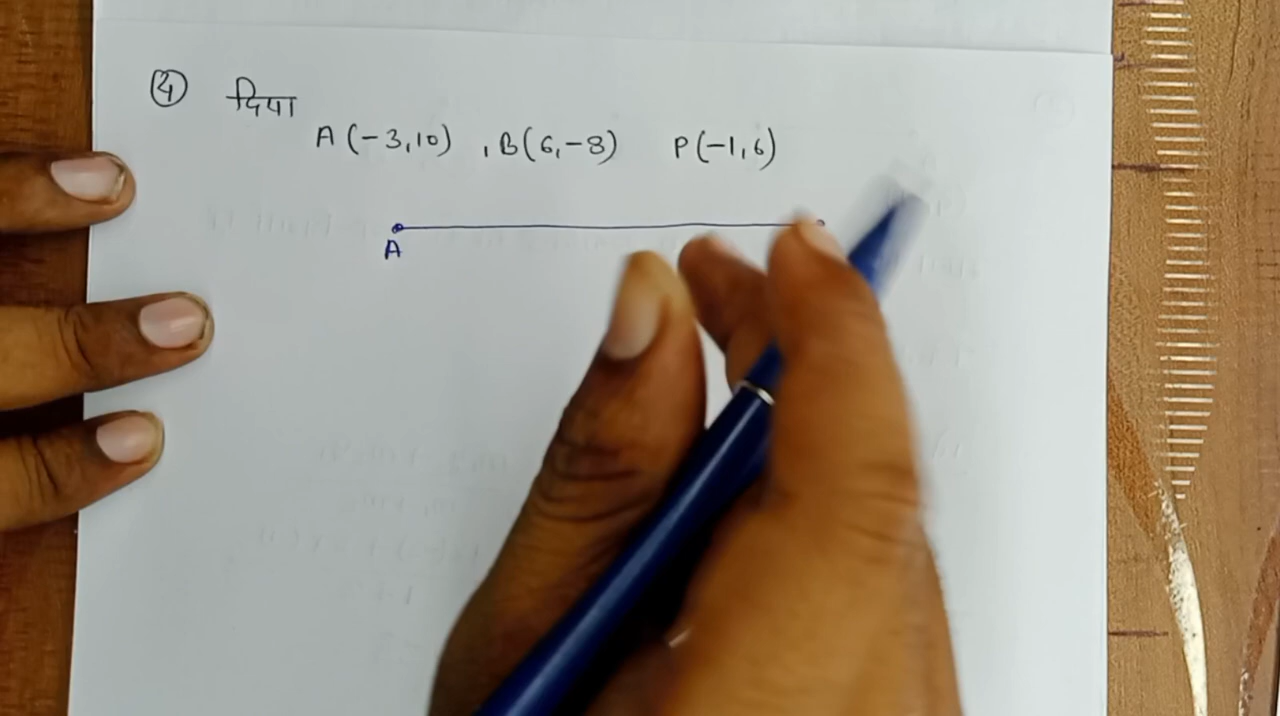 ④ दिया
A (-3,10) , B(6,-8) P(-1,6)
A